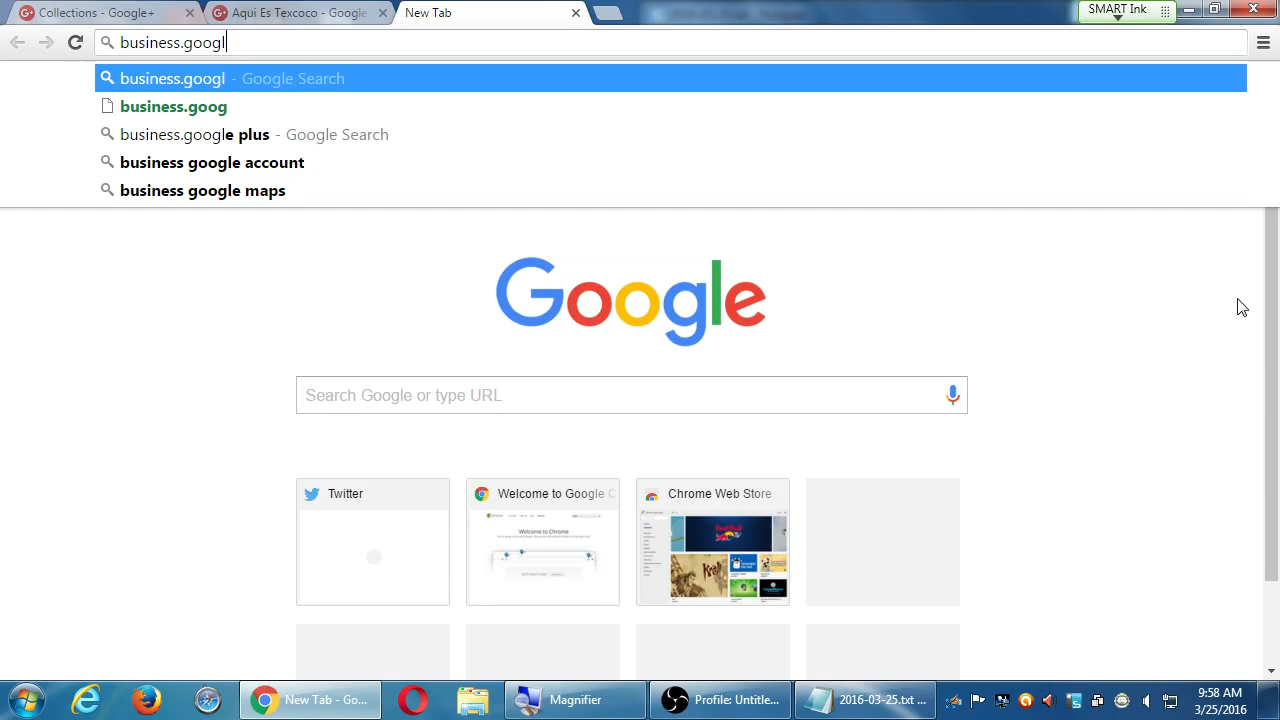 Collections - Google+
Aqui Es Texcoco - Google
New Tab
SMART Ink
business.googl
business.googl - Google Search
business.goog
business.google plus - Google Search
business google account
business google maps
Google
Search Google or type URL
Twitter
Welcome to Google C
Chrome Web Store
Welcome to Chrome
New Tab - Go...
Magnifier
Profile: Untitle...
2016-03-25.txt ...
9:58 AM
3/25/2016